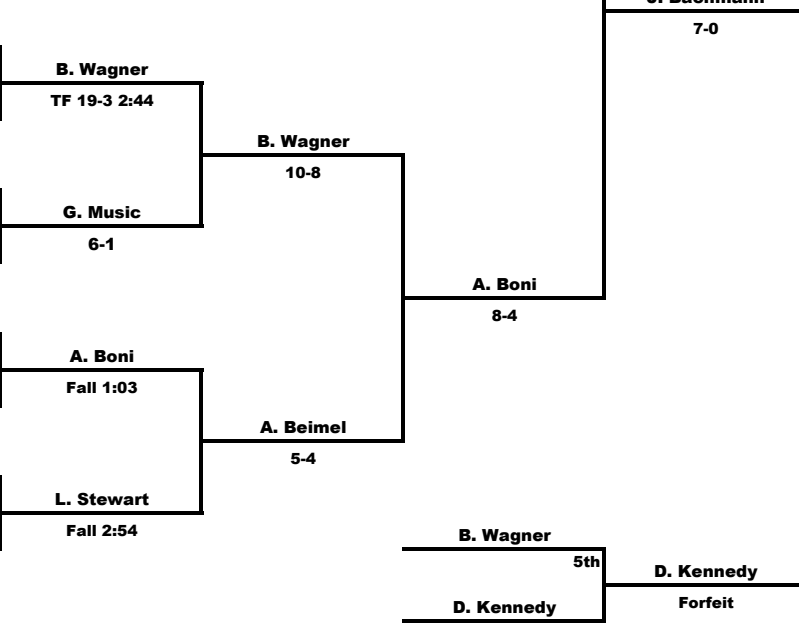 7-0
B. Wagner
TF 19-3 2:44
B. Wagner
10-8
G. Music
6-1
A. Boni
8-4
A. Boni
Fall 1:03
A. Beimel
5-4
L. Stewart
Fall 2:54
B. Wagner
5th
D. Kennedy
Forfeit
D. Kennedy